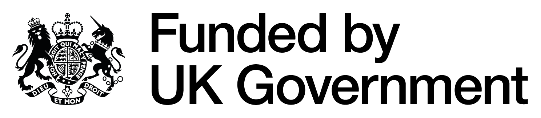 Funded by
UK Government
DIEU ET MON DROIT